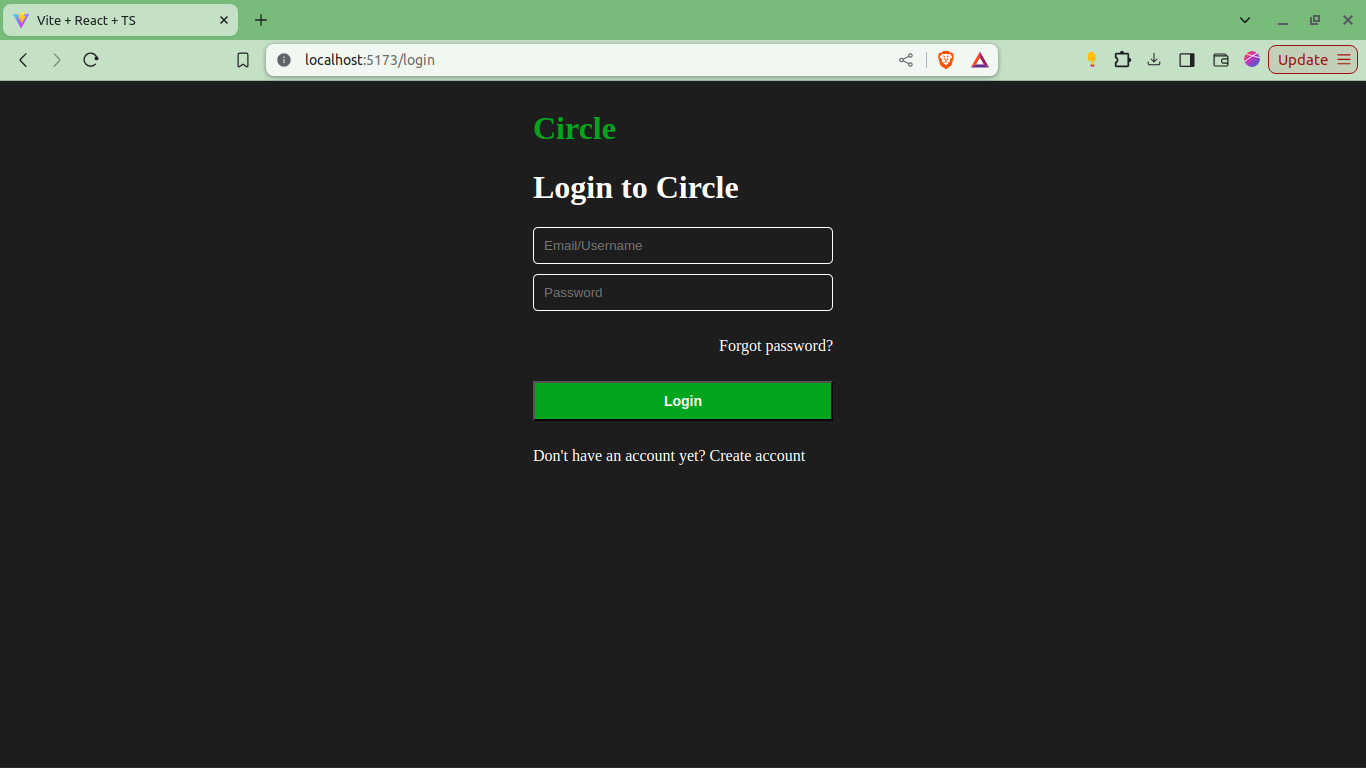 Vite + React + TS
localhost:5173/login
Update
Circle
Login to Circle
Email/Username
Password
Forgot password?
Login
Don't have an account yet? Create account